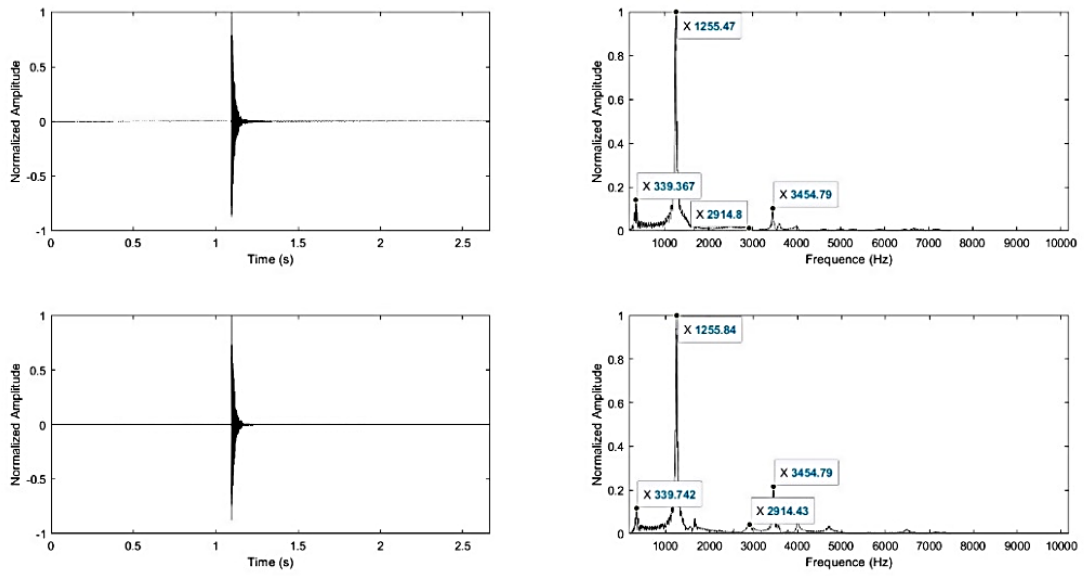 Normalized Amplitude
1
0.5
0
-0.5
-1
0 0.5 1 1.5 2 2.5
Time (s)
Normalized Amplitude
1
0.8
0.6
0.4
0.2
0
X 1255.47
X 339.367
X 2914.8
X 3454.79
1000 2000 3000 4000 5000 6000 7000 8000 9000 10000
Frequence (Hz)
Normalized Amplitude
1
0.5
0
-0.5
-1
0 0.5 1 1.5 2 2.5
Time (s)
Normalized Amplitude
1
0.8
0.6
0.4
0.2
0
X 1255.84
X 3454.79
X 339.742
X 2914.43
1000 2000 3000 4000 5000 6000 7000 8000 9000 10000
Frequence (Hz)